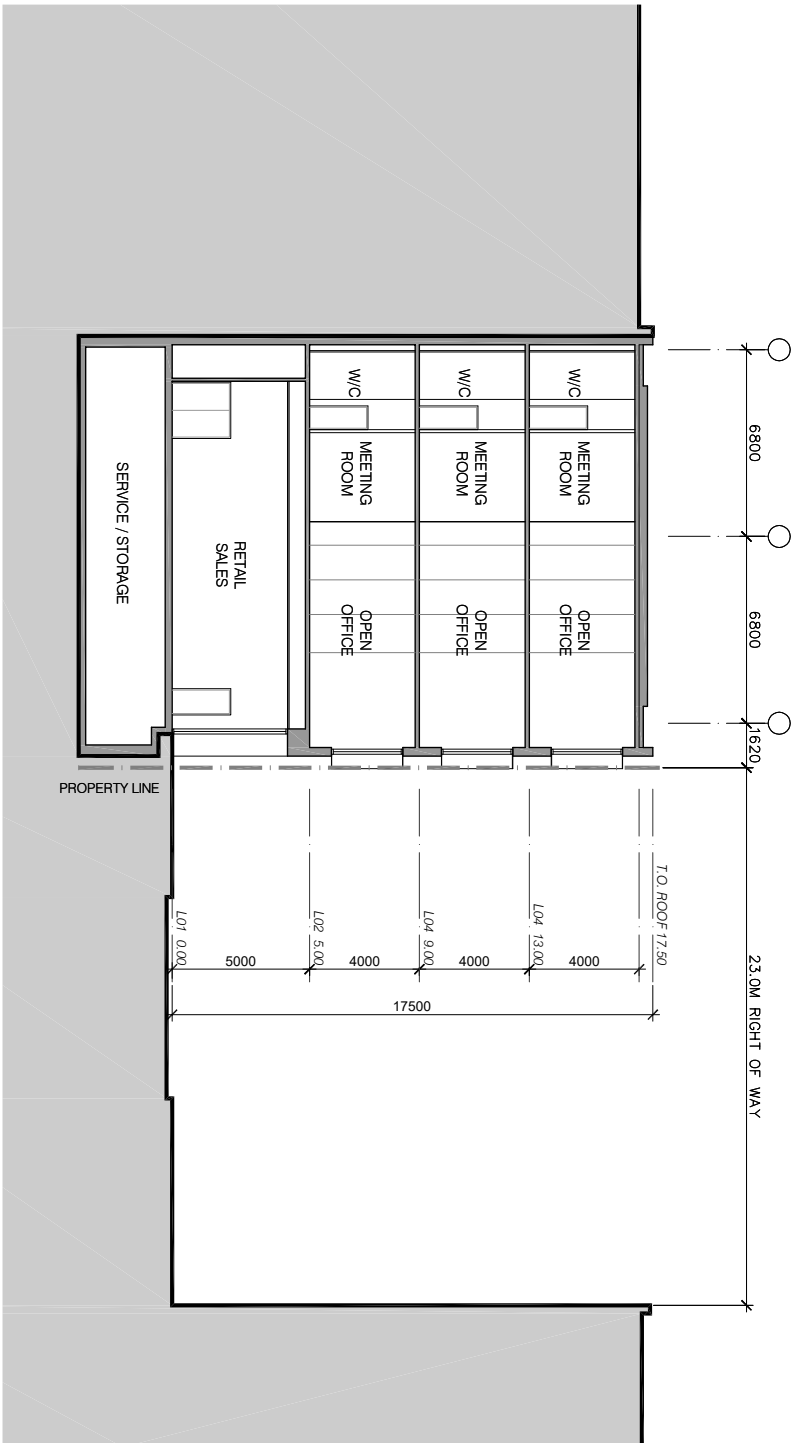 6800
6800
1620
23.0M RIGHT OF WAY
T.O. ROOF 17.50
W/C
MEETING
ROOM
OPEN
OFFICE
L04 13.00
4000
W/C
MEETING
ROOM
OPEN
OFFICE
L04 9.00
4000
W/C
MEETING
ROOM
OPEN
OFFICE
L02 5.00
4000
RETAIL
SALES
L01 0.00
5000
17500
SERVICE / STORAGE
PROPERTY LINE